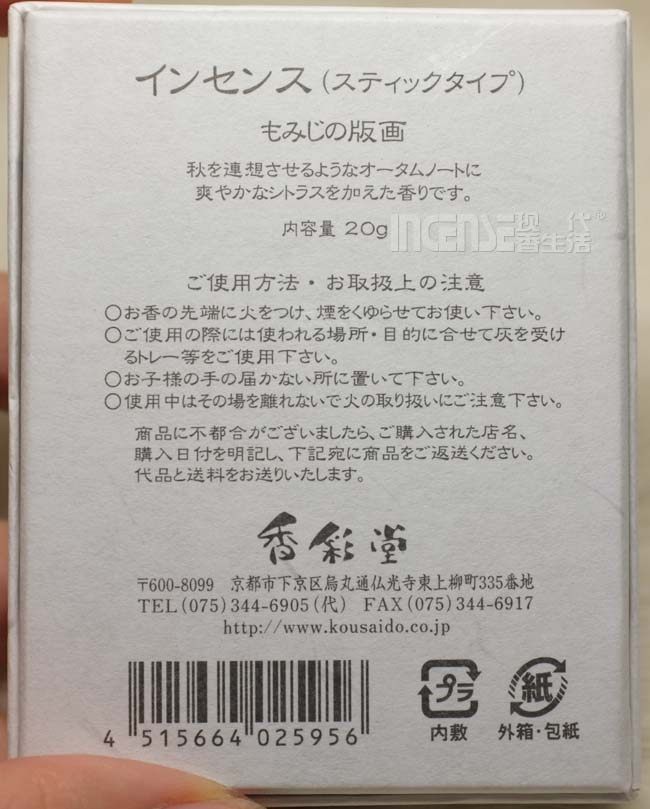 インセンス（スティックタイプ）
もみじの版画
秋を連想させるようなオータムノートに
爽やかなシトラスを加えた香りです。
内容量 20g
INCENSE現代香生活®
ご使用方法・お取扱上の注意
○お香の先端に火をつけ、煙をくゆらせてお使い下さい。
○ご使用の際には使われる場所・目的に合せて灰を受け
るトレー等をご使用下さい。
○お子様の手の届かない所に置いて下さい。
○使用中はその場を離れないで火の取り扱いにご注意下さい。
商品に不都合がございましたら、ご購入された店名、
購入日付を明記し、下記宛に商品をご返送ください。
代品と送料をお送りいたします。
香彩堂
〒600-8099 京都市下京区烏丸通仏光寺東上柳町335番地
TEL(075)344-6905(代) FAX(075)344-6917
http://www.kousaido.co.jp
4 515664 025956
プラ
内敷
紙
外箱・包紙